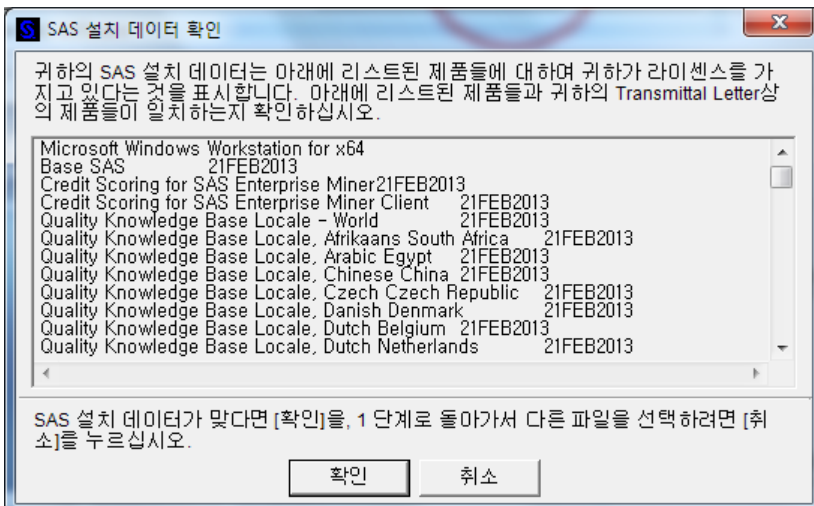 SAS 설치 데이터 확인
귀하의 SAS 설치 데이터는 아래에 리스트된 제품들에 대하여 귀하가 라이센스를 가
지고 있다는 것을 표시합니다. 아래에 리스트된 제품들과 귀하의 Transmittal Letter상
의 제품들이 일치하는지 확인하십시오.
Microsoft Windows Workstation for x64
Base SAS 21FEB2013
Credit Scoring for SAS Enterprise Miner21FEB2013
Credit Scoring for SAS Enterprise Miner Client 21FEB2013
Quality Knowledge Base Locale - World 21FEB2013
Quality Knowledge Base Locale, Afrikaans South Africa 21FEB2013
Quality Knowledge Base Locale, Arabic Egypt 21FEB2013
Quality Knowledge Base Locale, Chinese China 21FEB2013
Quality Knowledge Base Locale, Czech Czech Republic 21FEB2013
Quality Knowledge Base Locale, Danish Denmark 21FEB2013
Quality Knowledge Base Locale, Dutch Belgium 21FEB2013
Quality Knowledge Base Locale, Dutch Netherlands 21FEB2013
SAS 설치 데이터가 맞다면 [확인]을, 1 단계로 돌아가서 다른 파일을 선택하려면 [취
소]를 누르십시오.
확인
취소